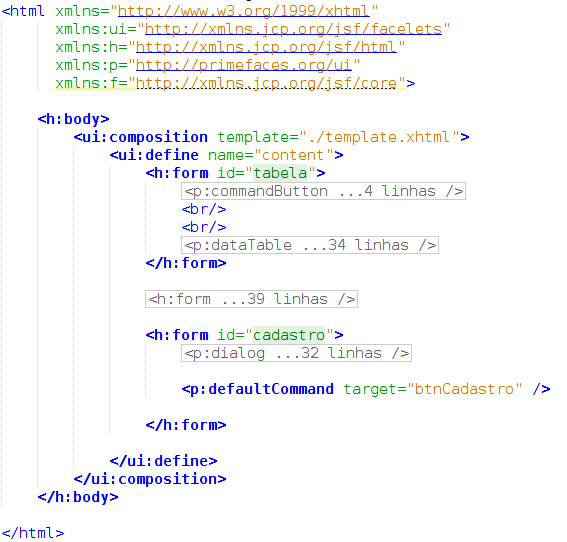 <html xmlns="http://www.w3.org/1999/xhtml"
xmlns:ui="http://xmlns.jcp.org/jsf/facelets"
xmlns:h="http://xmlns.jcp.org/jsf/html"
xmlns:p="http://primefaces.org/ui"
xmlns:f="http://xmlns.jcp.org/jsf/core">
<h:body>
<ui:composition template="./template.xhtml">
<ui:define name="content">
<h:form id="tabela">
<p:commandButton ...4 linhas />
<br/>
<br/>
<p:dataTable ...34 linhas />
</h:form>
<h:form ...39 linhas />
<h:form id="cadastro">
<p:dialog ...32 linhas />
<p:defaultCommand target="btnCadastro" />
</h:form>
</ui:define>
</ui:composition>
</h:body>
</html>